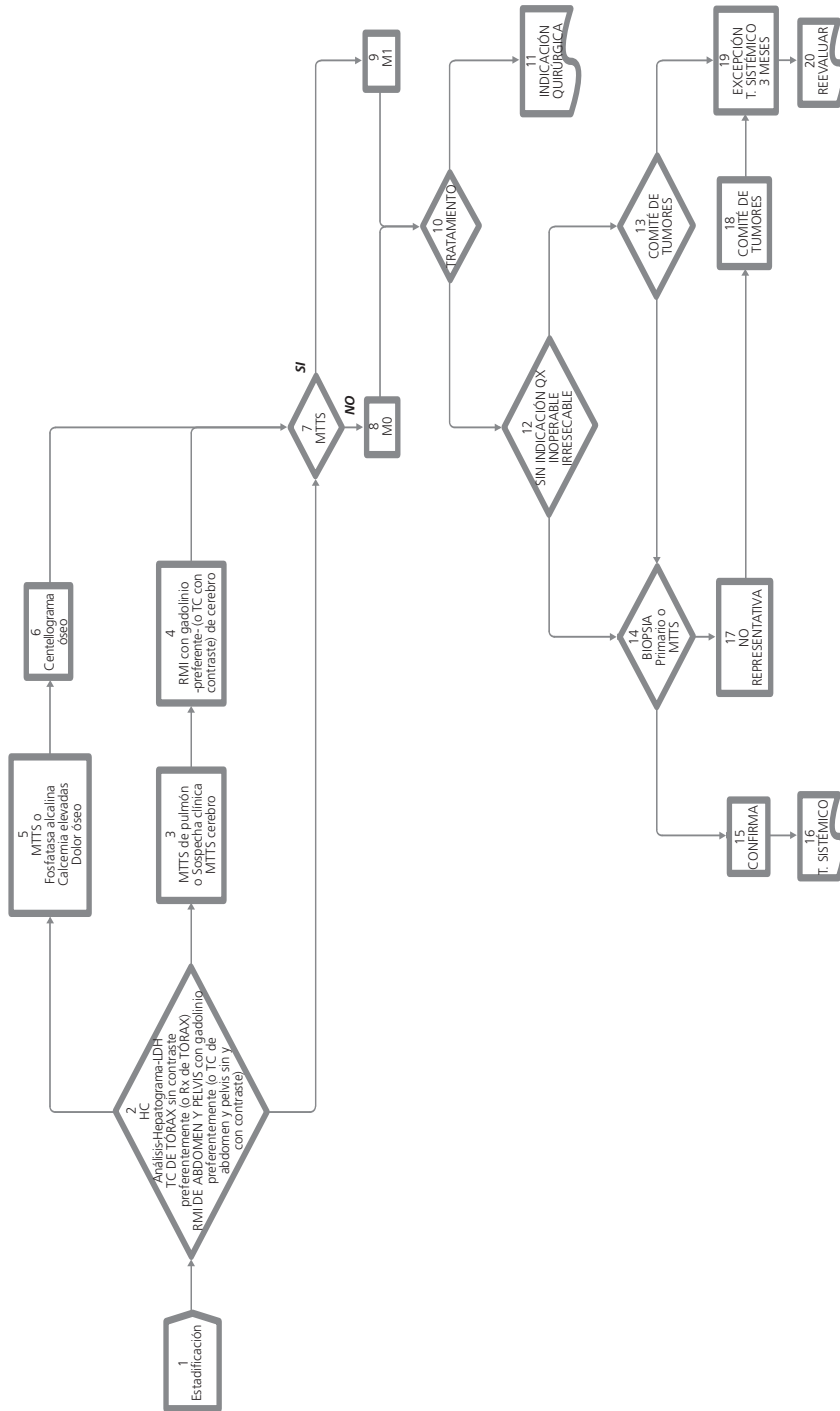 1
Estadificación
2
HC
Análisis-Hepatograma-LDH
TC DE TÓRAX sin contraste
preferentemente (o Rx de TÓRAX)
RMI DE ABDOMEN Y PELVIS con gadolinio
preferentemente (o TC de
abdomen y pelvis sin y
con contraste)
3
MTTS de pulmón
o Sospecha clínica
MTTS cerebro
4
RMI con gadolinio
-preferente- (o TC con
contraste) de cerebro
5
MTTS o
Fosfatasa alcalina
Calcemia elevadas
Dolor óseo
6
Centellograma
óseo
7
MTTS
SI
NO
8
M0
9
M1
10
TRATAMIENTO
11
INDICACIÓN
QUIRÚRGICA
12
SIN INDICACIÓN QX
INOPERABLE
IRRESECABLE
13
COMITÉ DE
TUMORES
14
BIOPSIA
Primario o
MTTS
15
CONFIRMA
16
T. SISTÉMICO
17
NO
REPRESENTATIVA
18
COMITÉ DE
TUMORES
19
EXCEPCIÓN
T. SISTÉMICO
3 MESES
20
REEVALUAR